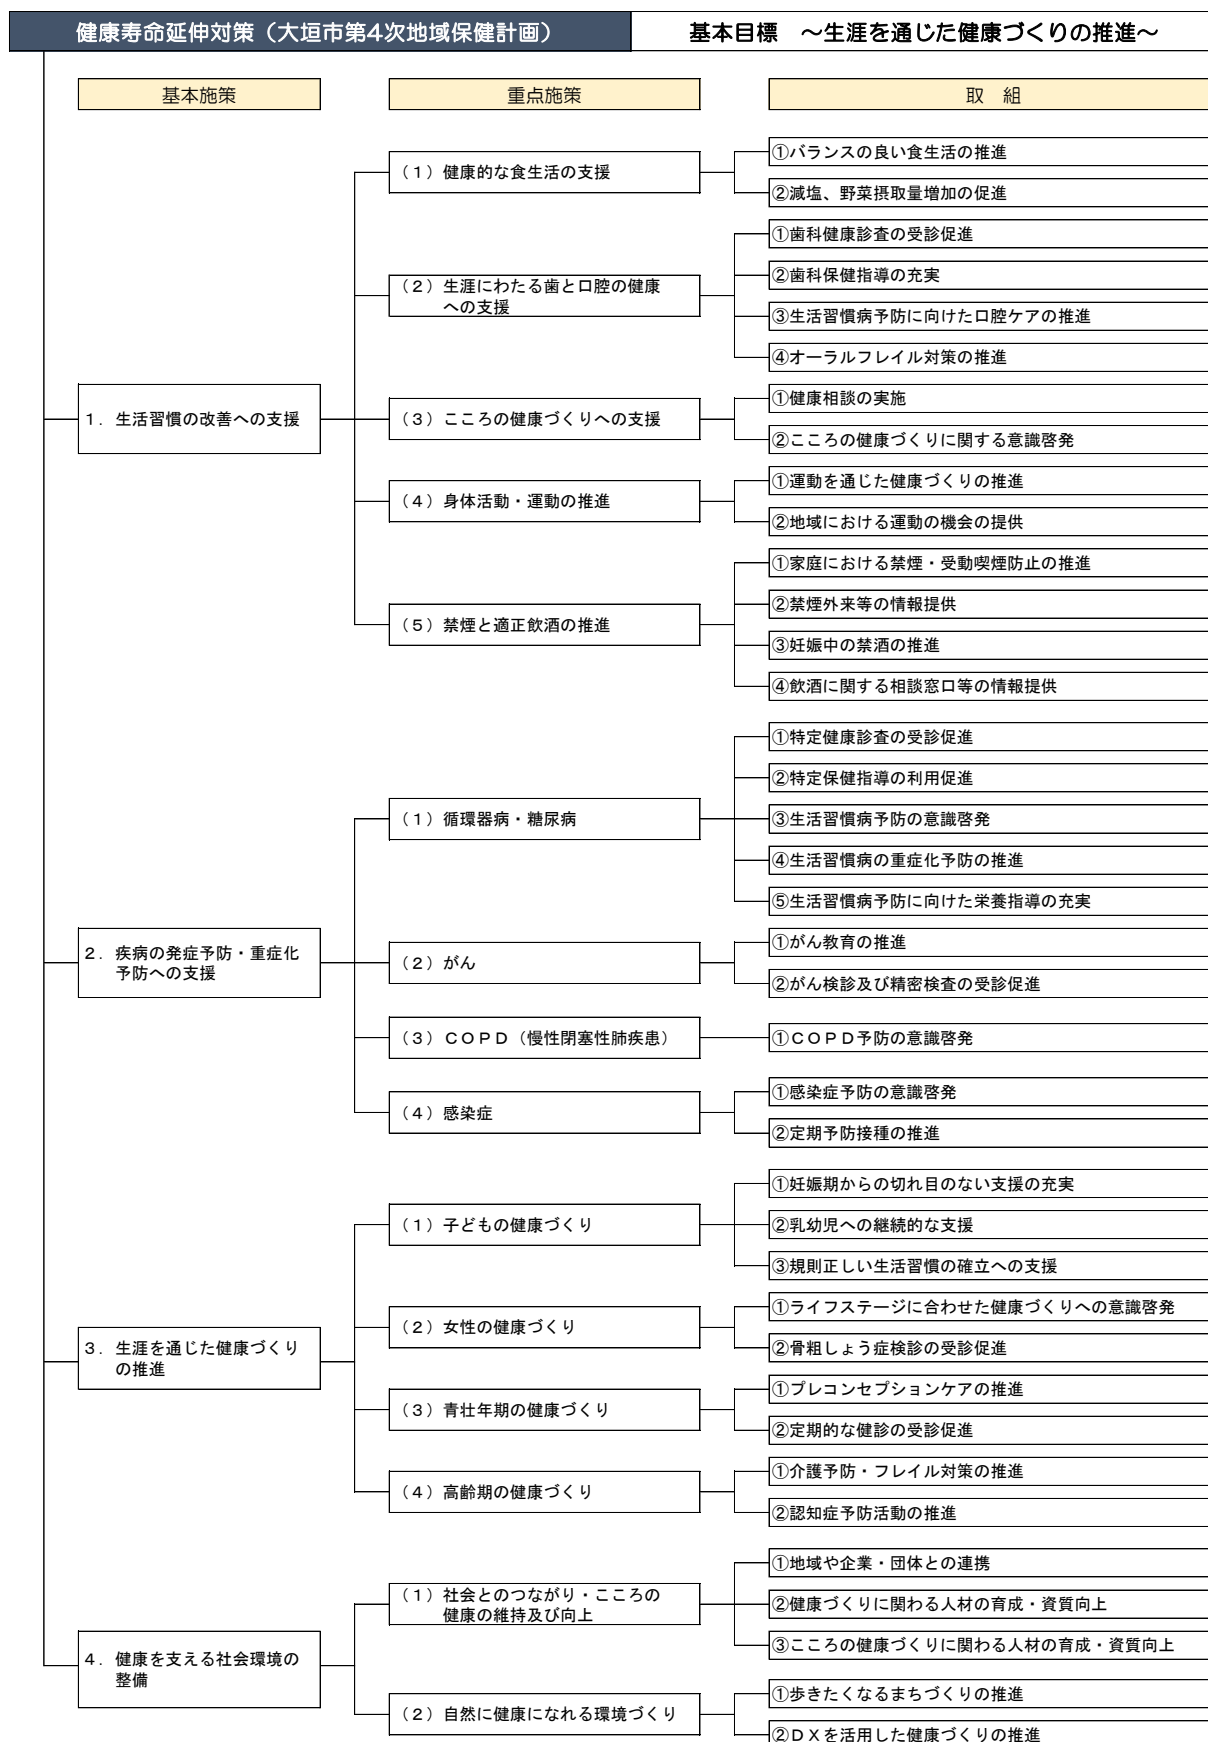 健康寿命延伸対策（大垣市第4次地域保健計画）
基本目標　～生涯を通じた健康づくりの推進～
基本施策
重点施策
取　組
１．生活習慣の改善への支援
（１）健康的な食生活の支援
①バランスの良い食生活の推進
②減塩、野菜摂取量増加の促進
（２）生涯にわたる歯と口腔の健康
への支援
①歯科健康診査の受診促進
②歯科保健指導の充実
③生活習慣病予防に向けた口腔ケアの推進
④オーラルフレイル対策の推進
（３）こころの健康づくりへの支援
①健康相談の実施
②こころの健康づくりに関する意識啓発
（４）身体活動・運動の推進
①運動を通じた健康づくりの推進
②地域における運動の機会の提供
（５）禁煙と適正飲酒の推進
①家庭における禁煙・受動喫煙防止の推進
②禁煙外来等の情報提供
③妊娠中の禁酒の推進
④飲酒に関する相談窓口等の情報提供
２．疾病の発症予防・重症化
予防への支援
（１）循環器病・糖尿病
①特定健康診査の受診促進
②特定保健指導の利用促進
③生活習慣病予防の意識啓発
④生活習慣病の重症化予防の推進
⑤生活習慣病予防に向けた栄養指導の充実
（２）がん
①がん教育の推進
②がん検診及び精密検査の受診促進
（３）ＣＯＰＤ（慢性閉塞性肺疾患）
①ＣＯＰＤ予防の意識啓発
（４）感染症
①感染症予防の意識啓発
②定期予防接種の推進
３．生涯を通じた健康づくり
の推進
（１）子どもの健康づくり
①妊娠期からの切れ目のない支援の充実
②乳幼児への継続的な支援
③規則正しい生活習慣の確立への支援
（２）女性の健康づくり
①ライフステージに合わせた健康づくりへの意識啓発
②骨粗しょう症検診の受診促進
（３）青壮年期の健康づくり
①プレコンセプションケアの推進
②定期的な健診の受診促進
（４）高齢期の健康づくり
①介護予防・フレイル対策の推進
②認知症予防活動の推進
４．健康を支える社会環境の
整備
（１）社会とのつながり・こころの
健康の維持及び向上
①地域や企業・団体との連携
②健康づくりに関わる人材の育成・資質向上
③こころの健康づくりに関わる人材の育成・資質向上
（２）自然に健康になれる環境づくり
①歩きたくなるまちづくりの推進
②ＤＸを活用した健康づくりの推進